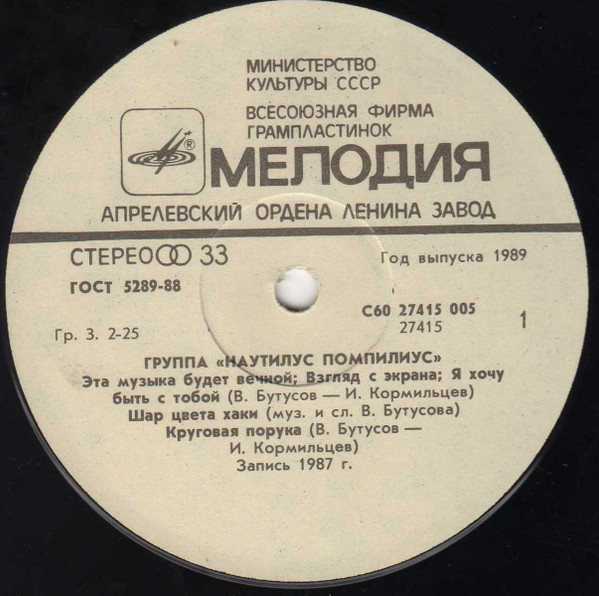 МИНИСТЕРСТВО
КУЛЬТУРЫ СССР
ВСЕСОЮЗНАЯ ФИРМА
ГРАМПЛАСТИНОК
®
МЕЛОДИЯ
АПРЕЛЕВСКИЙ ОРДЕНА ЛЕНИНА ЗАВОД
СТЕРЕО 33
Год выпуска 1989
ГОСТ 5289-88
С60 27415 005
27415
1
Гр. 3. 2-25
ГРУППА «НАУТИЛУС ПОМПИЛИУС»
Эта музыка будет вечной; Взгляд с экрана; Я хочу
быть с тобой (В. Бутусов — И. Кормильцев)
Шар цвета хаки (муз. и сл. В. Бутусова)
Круговая порука (В. Бутусов —
И. Кормильцев)
Запись 1987 г.